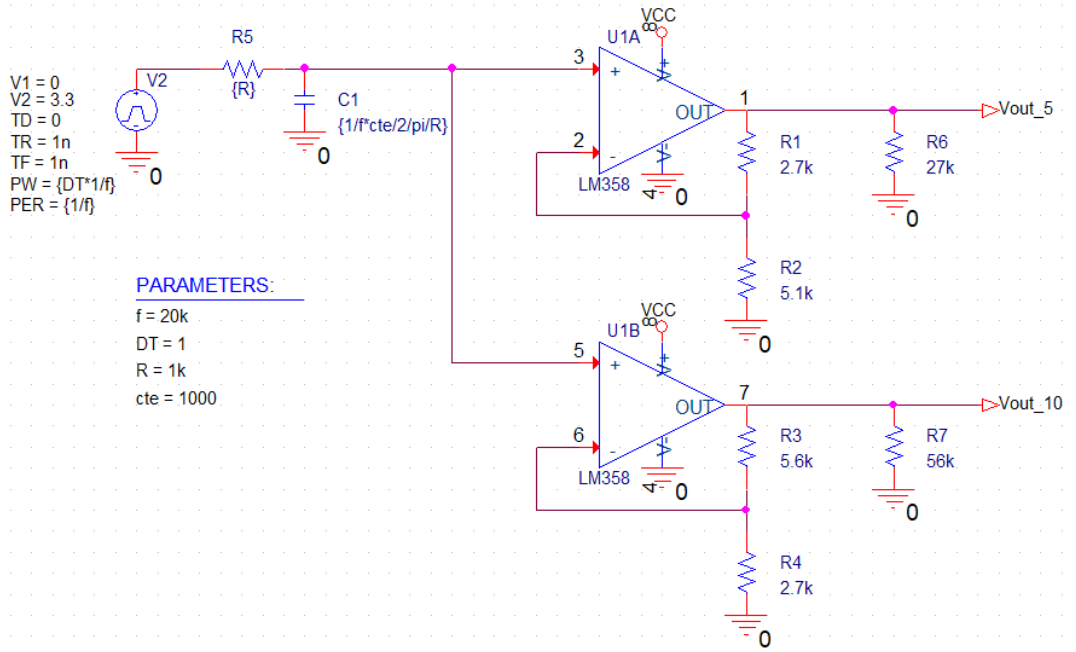 V1 = 0
V2 = 3.3
TD = 0
TR = 1n
TF = 1n
PW = {DT*1/f}
PER = {1/f}
V2
0
R5
{R}
C1
{1/f*cte/2/pi/R}
0
PARAMETERS:
f = 20k
DT = 1
R = 1k
cte = 1000
VCC
8
U1A
V+
3
+
OUT
1
2
-
V-
LM358
4
0
R1
2.7k
R2
5.1k
0
R6
27k
0
Vout_5
VCC
8
U1B
V+
5
+
OUT
7
6
-
V-
LM358
4
0
R3
5.6k
R4
2.7k
0
R7
56k
0
Vout_10